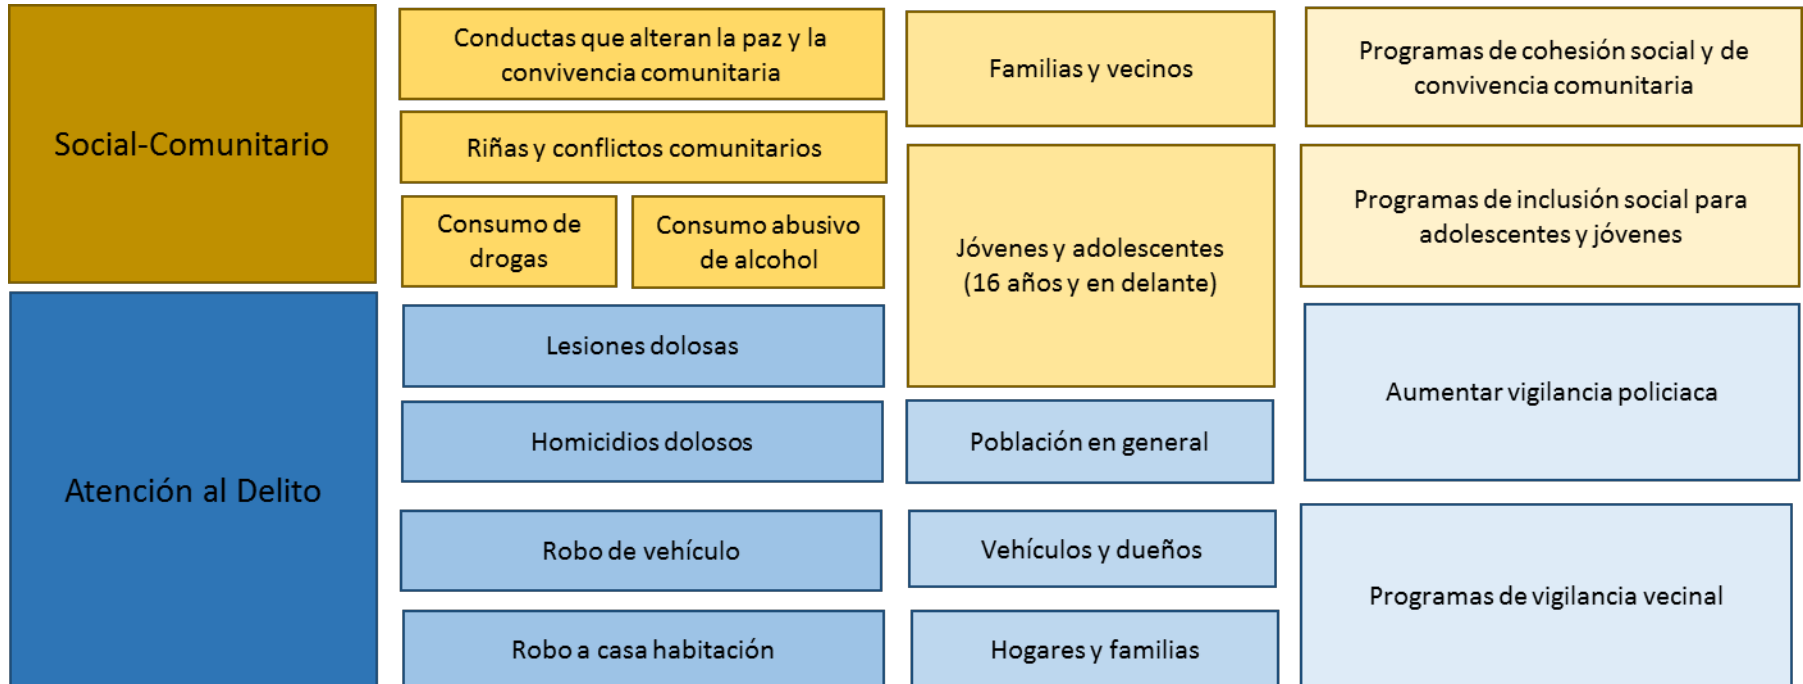 Social-Comunitario
Conductas que alteran la paz y la
convivencia comunitaria
Riñas y conflictos comunitarios
Consumo de
drogas
Consumo abusivo
de alcohol
Familias y vecinos
Jóvenes y adolescentes
(16 años y en delante)
Programas de cohesión social y de
convivencia comunitaria
Programas de inclusión social para
adolescentes y jóvenes
Atención al Delito
Lesiones dolosas
Homicidios dolosos
Robo de vehículo
Robo a casa habitación
Población en general
Vehículos y dueños
Hogares y familias
Aumentar vigilancia policiaca
Programas de vigilancia vecinal